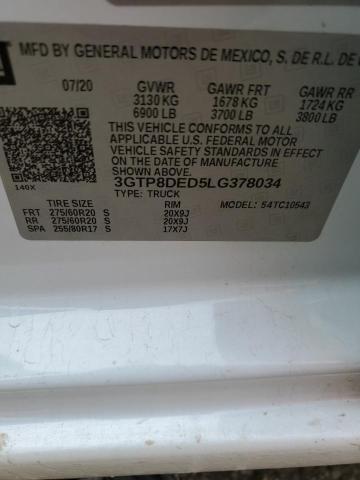 MFD BY GENERAL MOTORS DE MEXICO, S. DE R.L. DE
07/20 GVWR GAWR FRT GAWR RR
3130 KG 1678 KG 1724 KG
6900 LB 3700 LB 3800 LB
THIS VEHICLE CONFORMS TO ALL
APPLICABLE U.S. FEDERAL MOTOR
VEHICLE SAFETY STANDARDS IN EFFECT
ON THE DATE OF MANUFACTURE
SHOWN ABOVE.
3GTP8DED5LG378034
140X
TYPE: TRUCK
TIRE SIZE RIM MODEL: 54TC10543
FRT 275/60R20 S 20X9J
RR 275/60R20 S 20X9J
SPA 255/80R17 S 17X7J